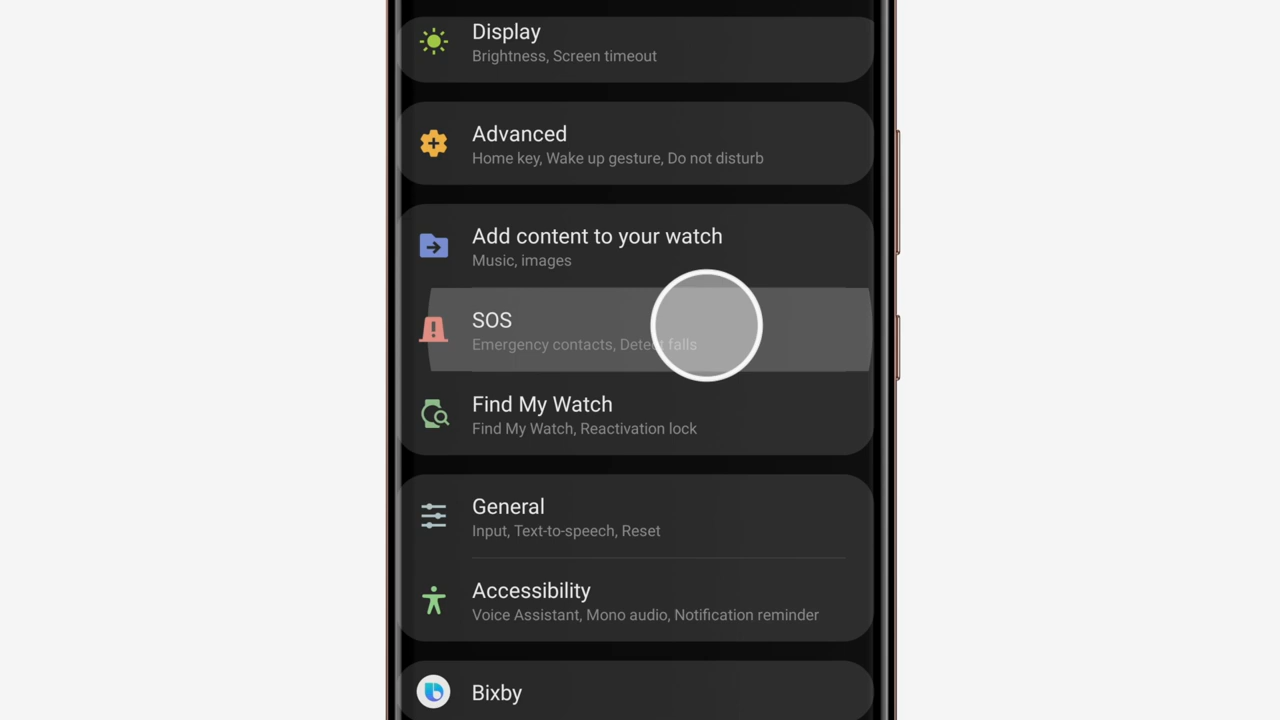 Display
Brightness, Screen timeout
Advanced
Home key, Wake up gesture, Do not disturb
Add content to your watch
Music, images
SOS
Emergency contacts, Detect falls
Find My Watch
Find My Watch, Reactivation lock
General
Input, Text-to-speech, Reset
Accessibility
Voice Assistant, Mono audio, Notification reminder
Bixby